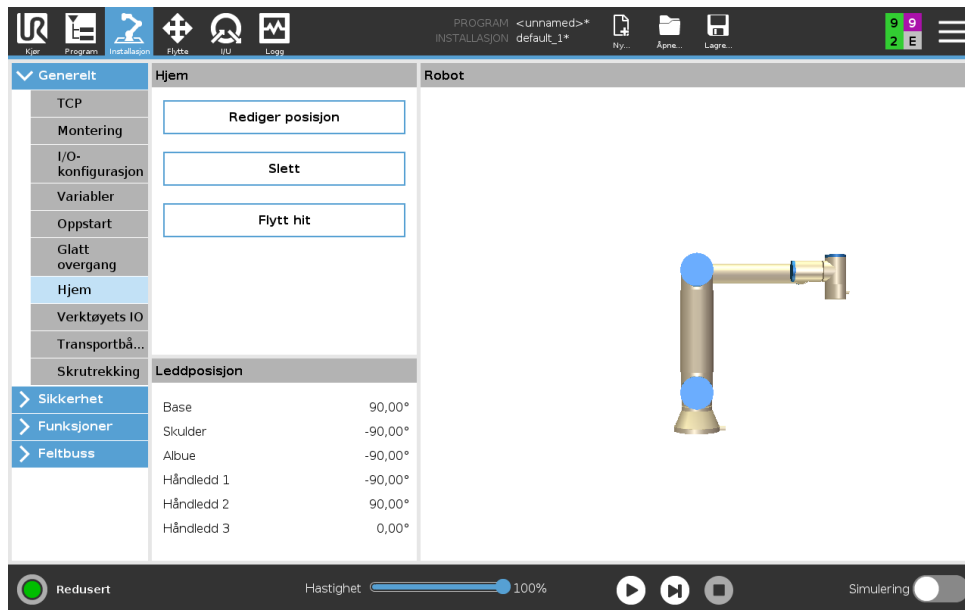 PROGRAM <unnamed>*
INSTALLASJON default_1*
Kjør
Program
Installasjon
Flytte
I/U
Logg
Ny...
Åpne...
Lagre...
9 9
2 E
Generelt
TCP
Montering
I/O-
konfigurasjon
Variabler
Oppstart
Glatt
overgang
Hjem
Verktøyets IO
Transportbå...
Skrutrekking
Sikkerhet
Funksjoner
Feltbuss
Hjem
Rediger posisjon
Slett
Flytt hit
Leddposisjon
Base 90,00°
Skulder -90,00°
Albue -90,00°
Håndledd 1 -90,00°
Håndledd 2 90,00°
Håndledd 3 0,00°
Robot
Redusert
Hastighet 100%
Simulering